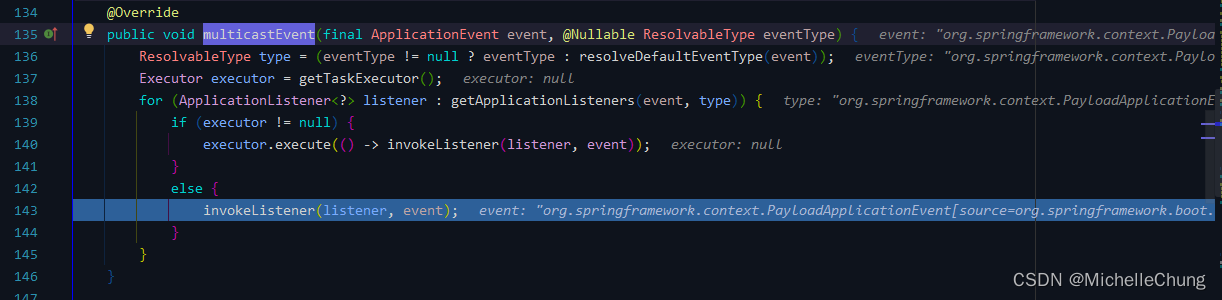 134 @Override
135 public void multicastEvent(final ApplicationEvent event, @Nullable ResolvableType eventType) { event: "org.springframework.context.Payloa
136 ResolvableType type = (eventType != null ? eventType : resolveDefaultEventType(event)); eventType: "org.springframework.context.Paylo
137 Executor executor = getTaskExecutor(); executor: null
138 for (ApplicationListener<?> listener : getApplicationListeners(event, type)) { type: "org.springframework.context.PayloadApplicationE
139 if (executor != null) {
140 executor.execute(() -> invokeListener(listener, event)); executor: null
141 }
142 else {
143 invokeListener(listener, event); event: "org.springframework.context.PayloadApplicationEvent[source=org.springframework.boot.
144 }
145 }
146 }
147
CSDN @MichelleChung